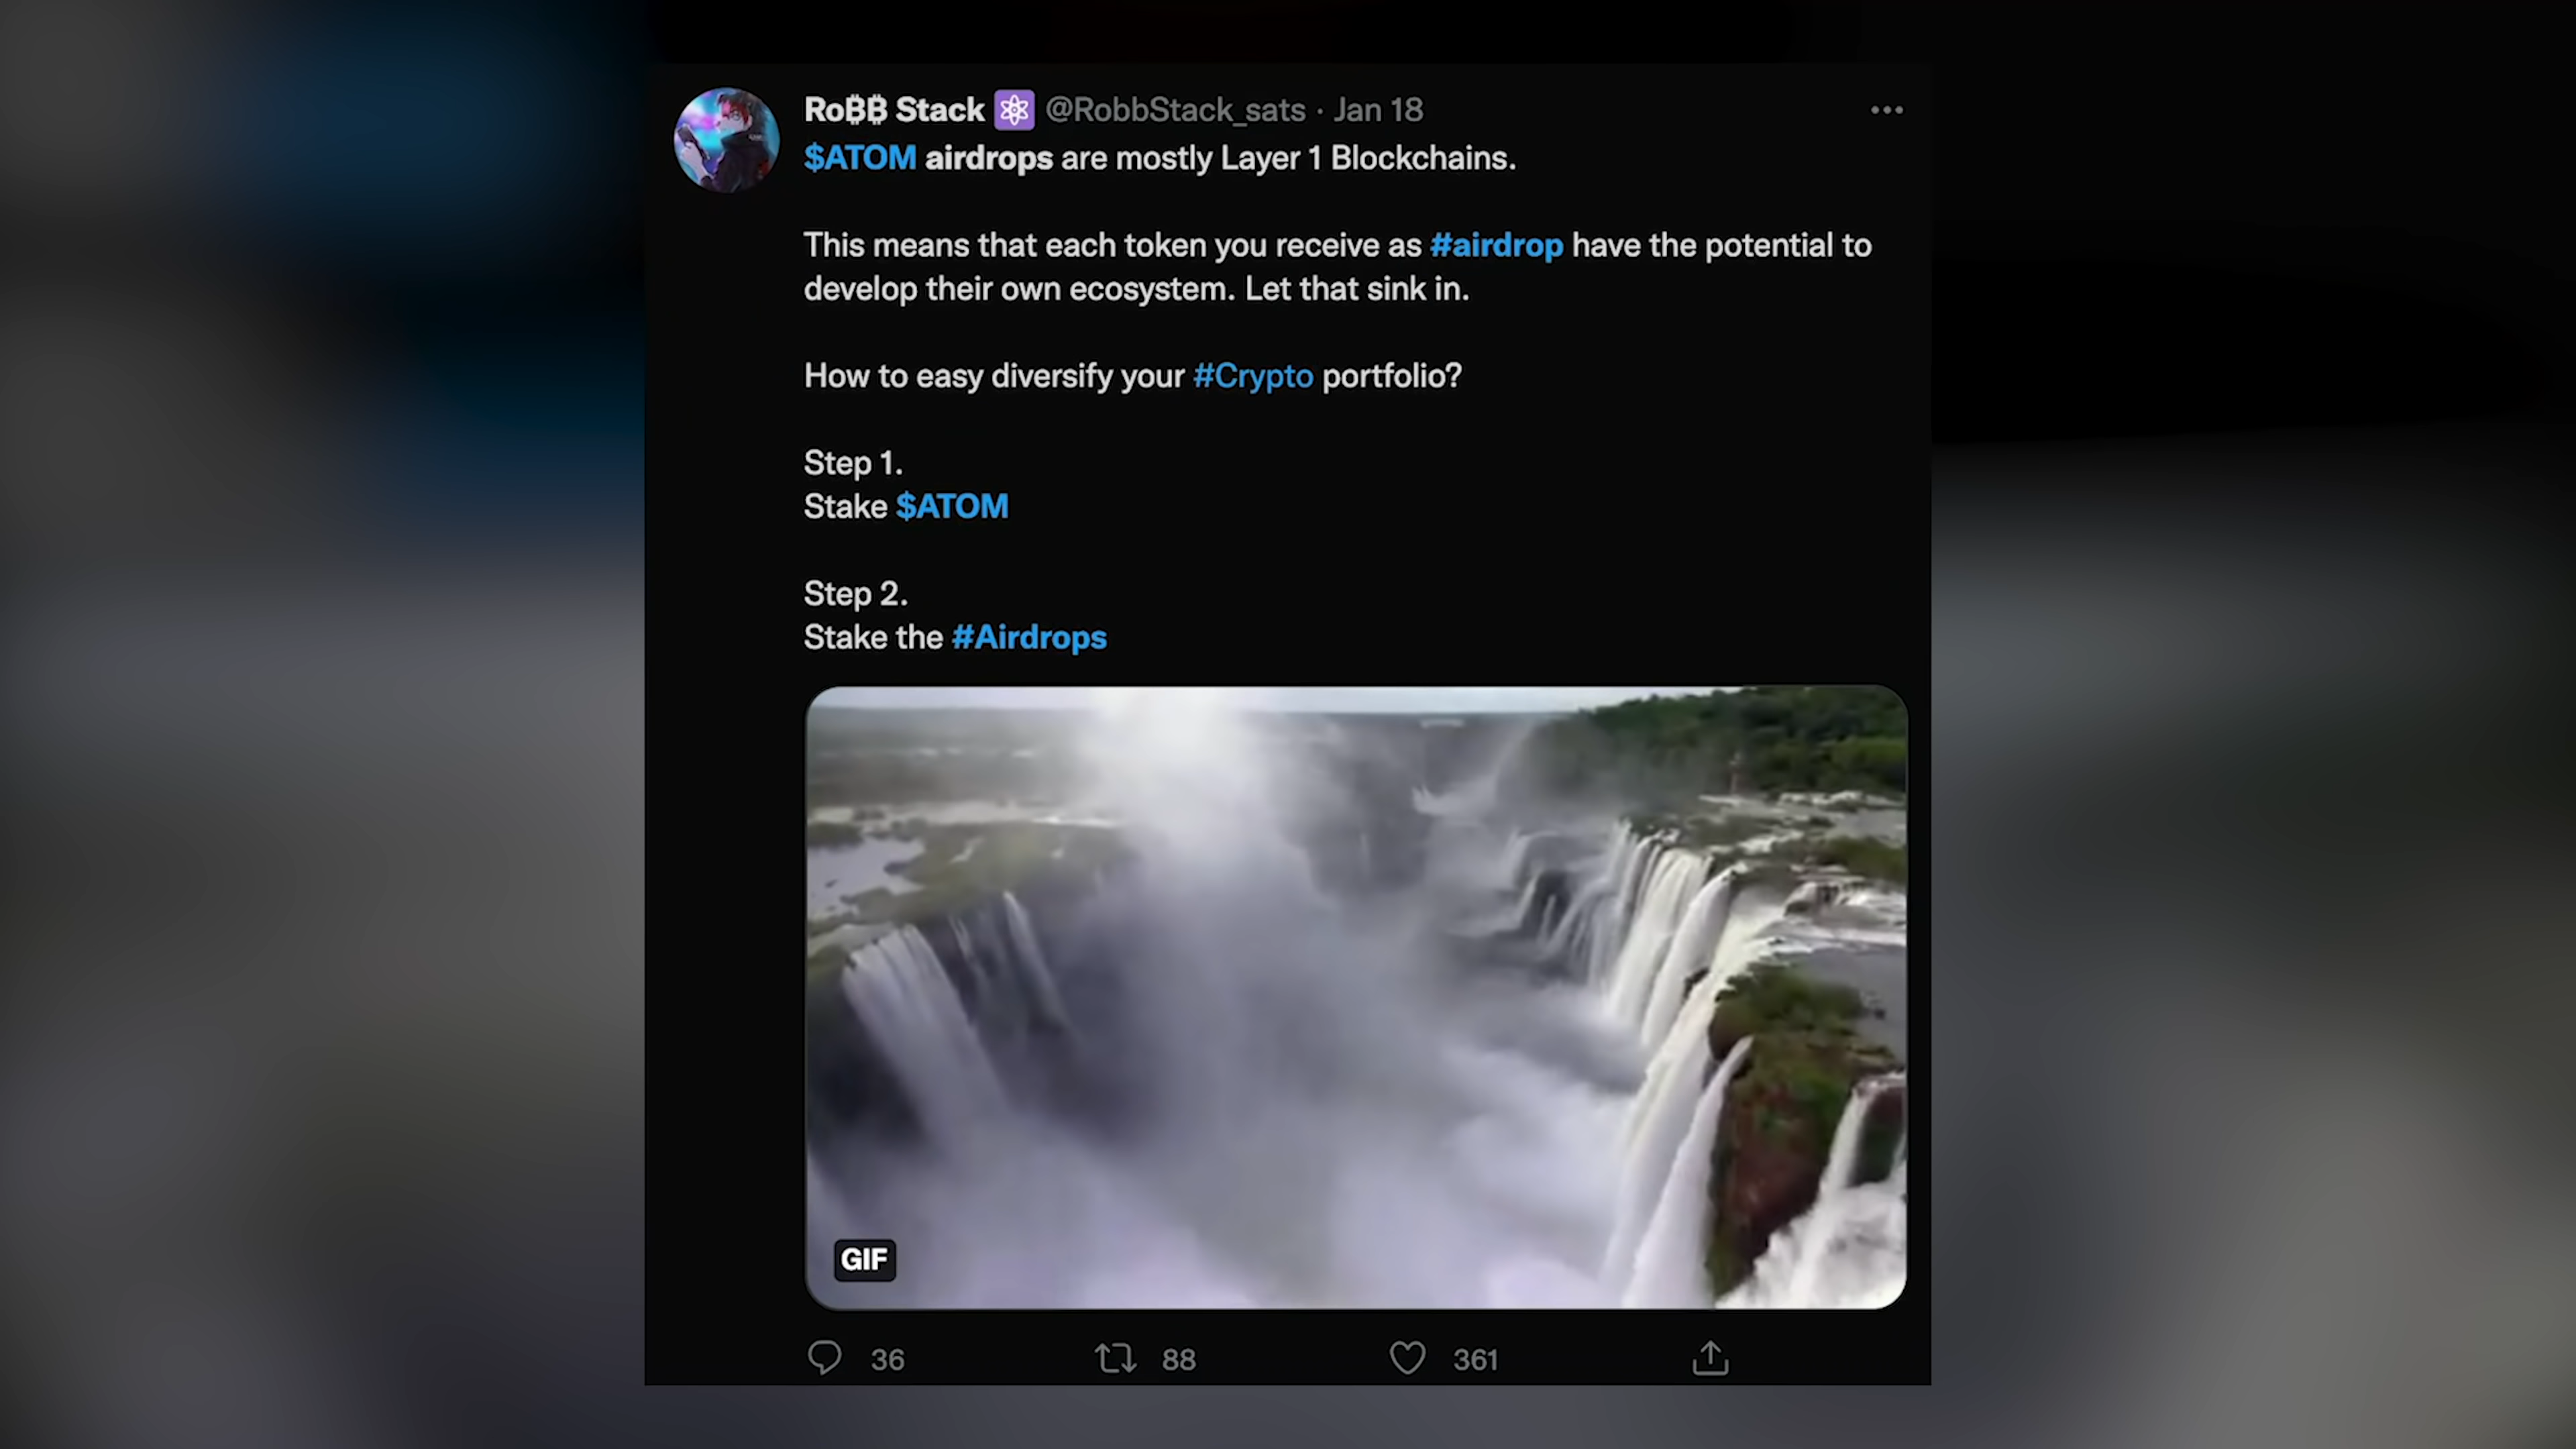 Ro₿₿ Stack ⚛️ @RobbStack_sats · Jan 18
$ATOM airdrops are mostly Layer 1 Blockchains.
This means that each token you receive as #airdrop have the potential to
develop their own ecosystem. Let that sink in.
How to easy diversify your #Crypto portfolio?
Step 1.
Stake $ATOM
Step 2.
Stake the #Airdrops
GIF
36 88 361